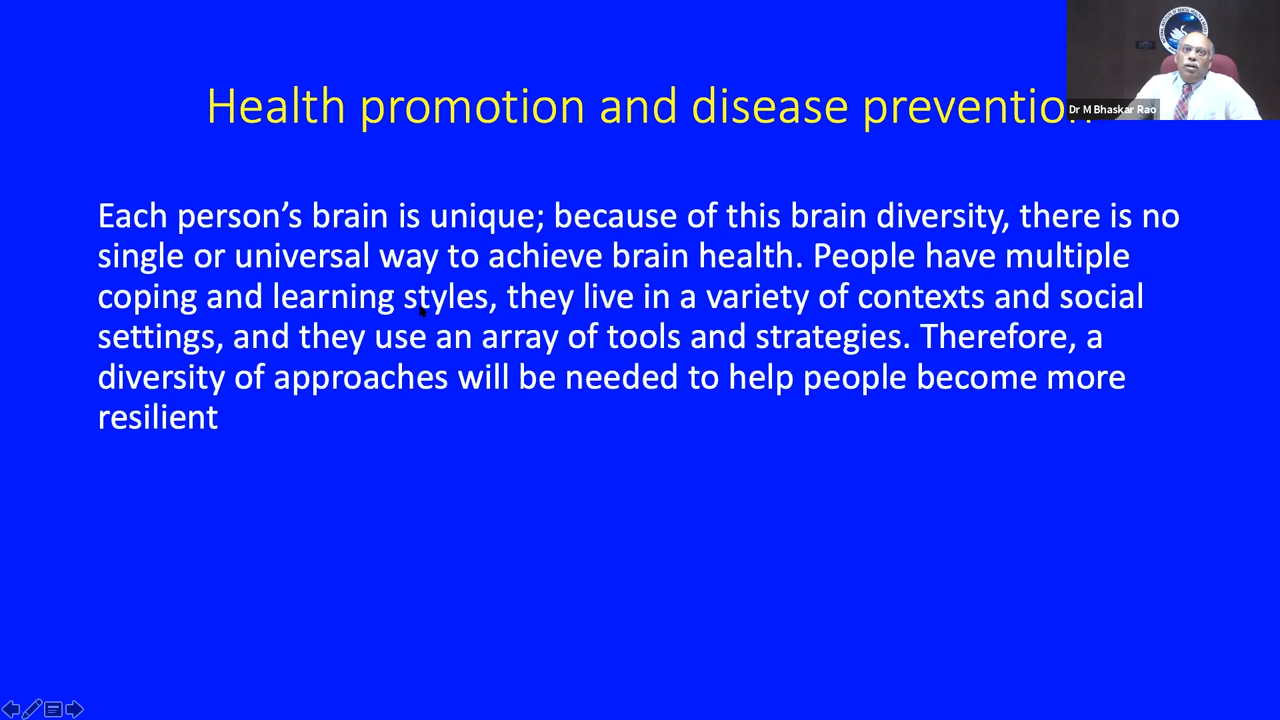 Health promotion and disease prevention
Dr M Bhaskar Rao
Each person’s brain is unique; because of this brain diversity, there is no
single or universal way to achieve brain health. People have multiple
coping and learning styles, they live in a variety of contexts and social
settings, and they use an array of tools and strategies. Therefore, a
diversity of approaches will be needed to help people become more
resilient